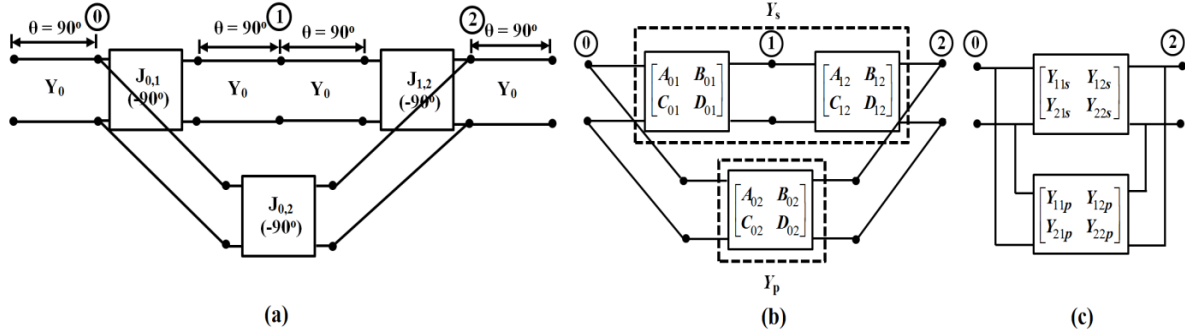 0 1 2
θ = 90° θ = 90° θ = 90° θ = 90°
Y₀ J₀,₁ (-90°) Y₀ Y₀ J₁,₂ (-90°) Y₀
J₀,₂
(-90°)
(a)
Yₛ
0 1 2
A₀₁ B₀₁ A₁₂ B₁₂
C₀₁ D₀₁ C₁₂ D₁₂
A₀₂ B₀₂
C₀₂ D₀₂
Yₚ
(b)
0 2
Y₁₁ₛ Y₁₂ₛ
Y₂₁ₛ Y₂₂ₛ
Y₁₁ₚ Y₁₂ₚ
Y₂₁ₚ Y₂₂ₚ
(c)